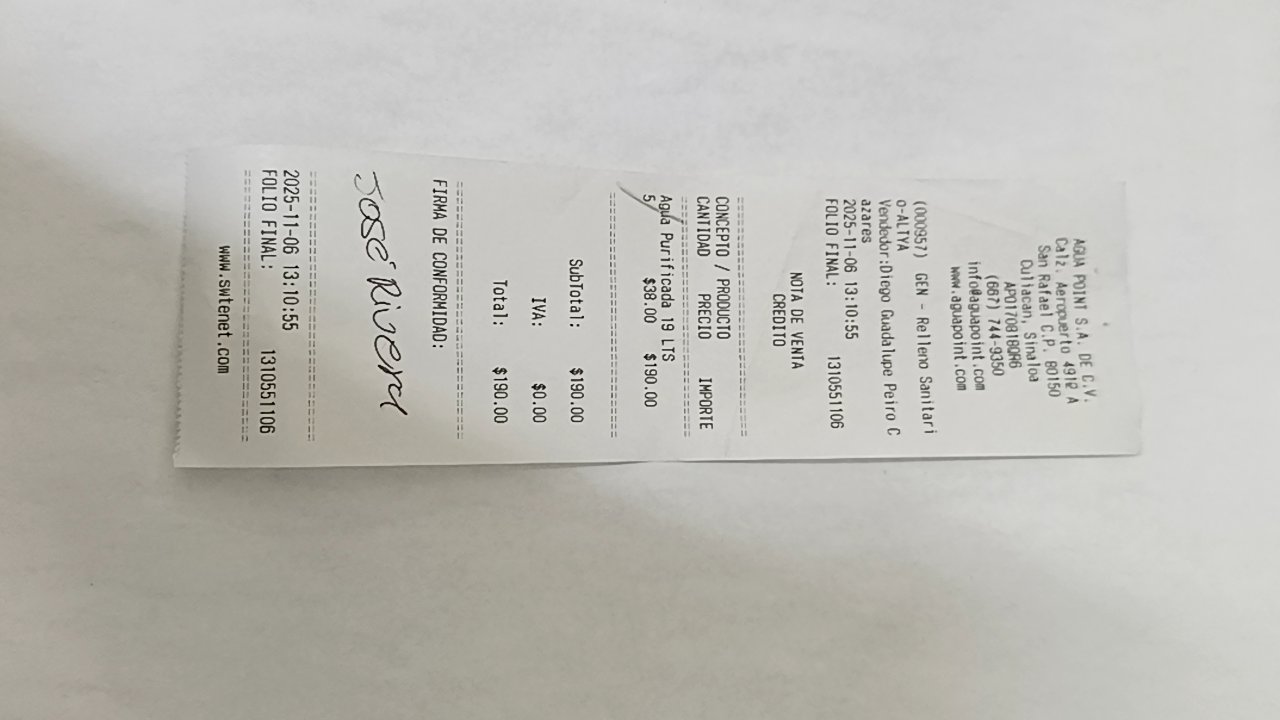 AGUA POINT S.A. DE C.V.
Calz. Aeropuerto 4912 A
San Rafael C.P. 80150
Culiacan, Sinaloa
APO170818QR6
(667) 744-9350
info@aguapoint.com
www.aguapoint.com
(000957) GEN - Relleno Sanitari
o-ALTYA
Vendedor:Diego Guadalupe Peiro C
azares
2025-11-06 13:10:55
FOLIO FINAL: 1310551106
NOTA DE VENTA
CREDITO
CONCEPTO / PRODUCTO
CANTIDAD PRECIO IMPORTE
Agua Purificada 19 LTS
5 $38.00 $190.00
SubTotal: $190.00
IVA: $0.00
Total: $190.00
FIRMA DE CONFORMIDAD:
José Rivera
2025-11-06 13:10:55
FOLIO FINAL: 1310551106
www.swtenet.com